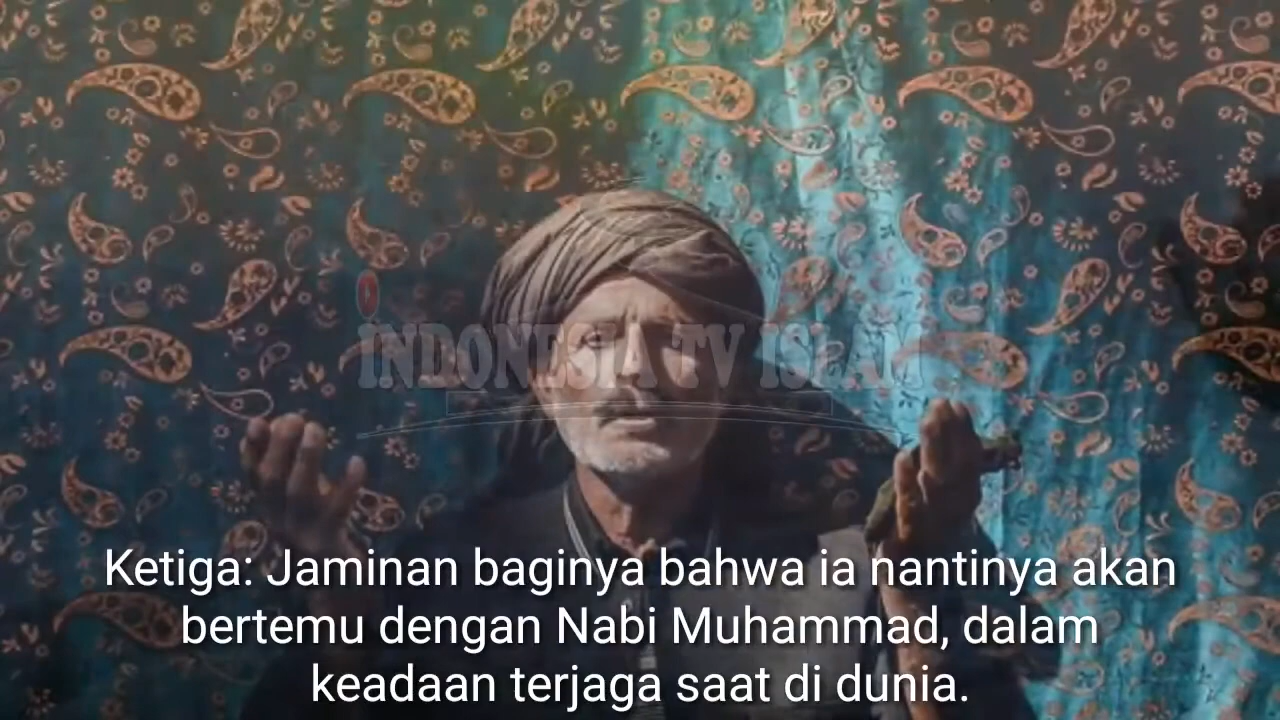 INDONESIA TV ISLAM
Ketiga: Jaminan baginya bahwa ia nantinya akan
bertemu dengan Nabi Muhammad, dalam
keadaan terjaga saat di dunia.